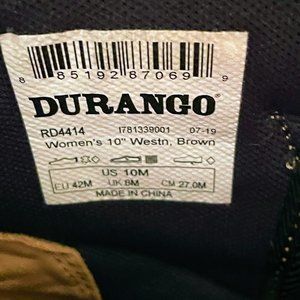 8 85192 87069 9
DURANGO®
RD4414 I781339001 07-19
Women's 10" Westn, Brown
US 10M
EU 42M UK 8M CM 27.0M
MADE IN CHINA